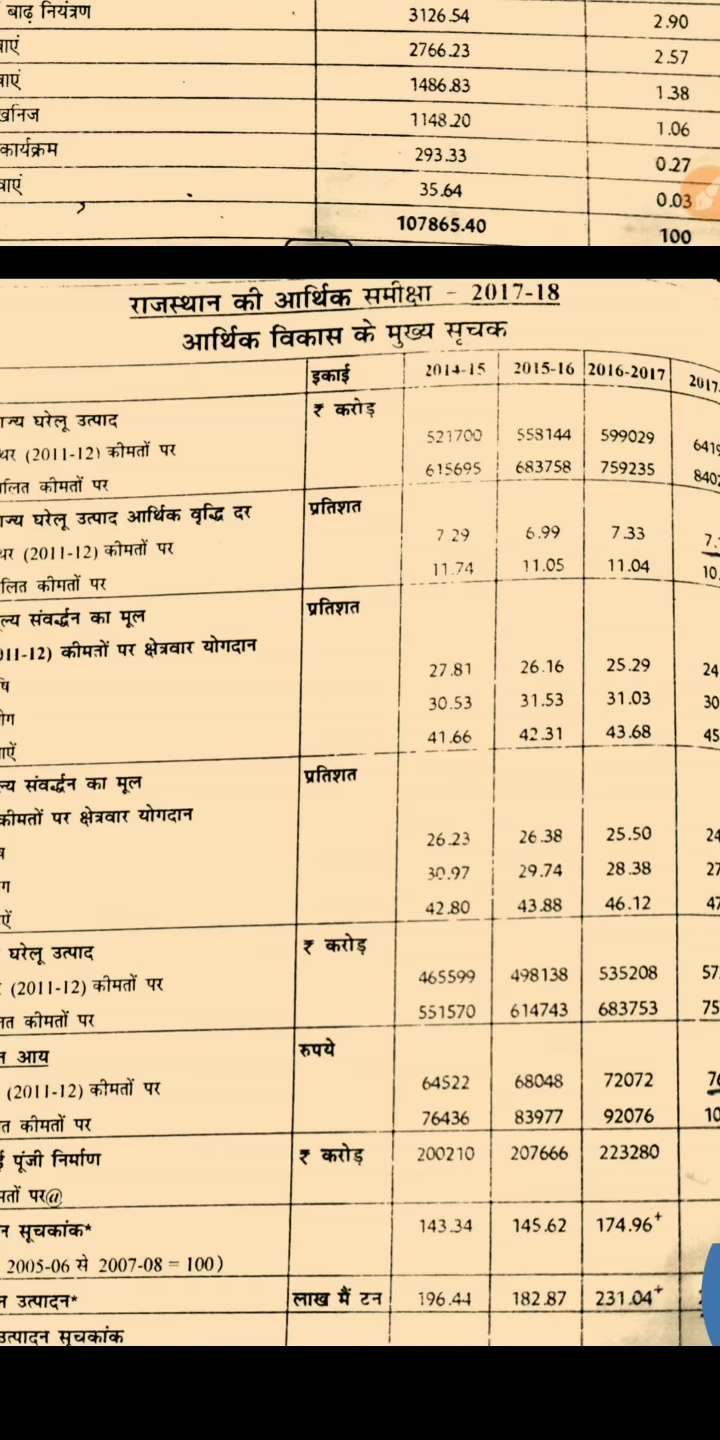 बाढ़ नियंत्रण 3126.54 2.90
2766.23 2.57
1486.83 1.38
1148.20 1.06
कार्यक्रम 293.33 0.27
35.64 0.03
107865.40 100
राजस्थान की आर्थिक समीक्षा - 2017-18
आर्थिक विकास के मुख्य सूचक
इकाई 2014-15 2015-16 2016-2017
घरेलू उत्पाद ₹ करोड़
(2011-12) कीमतों पर 521700 558144 599029
कीमतों पर 615695 683758 759235
घरेलू उत्पाद आर्थिक वृद्धि दर प्रतिशत
(2011-12) कीमतों पर 7.29 6.99 7.33
कीमतों पर 11.74 11.05 11.04
संवर्द्धन का मूल प्रतिशत
कीमतों पर क्षेत्रवार योगदान
27.81 26.16 25.29
30.53 31.53 31.03
41.66 42.31 43.68
संवर्द्धन का मूल प्रतिशत
कीमतों पर क्षेत्रवार योगदान
26.23 26.38 25.50
30.97 29.74 28.38
42.80 43.88 46.12
घरेलू उत्पाद ₹ करोड़
(2011-12) कीमतों पर 465599 498138 535208
कीमतों पर 551570 614743 683753
आय रुपये
(2011-12) कीमतों पर 64522 68048 72072
कीमतों पर 76436 83977 92076
पूंजी निर्माण ₹ करोड़ 200210 207666 223280
पर@
सूचकांक* 143.34 145.62 174.96+
2005-06 से 2007-08 = 100)
उत्पादन* लाख मैं टन 196.44 182.87 231.04+
उत्पादन सूचकांक